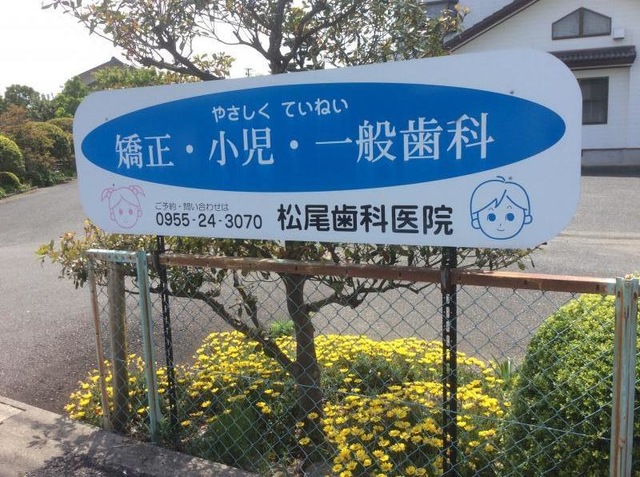 やさしく ていねい
矯正・小児・一般歯科
ご予約・問い合わせは
0955-24-3070 松尾歯科医院